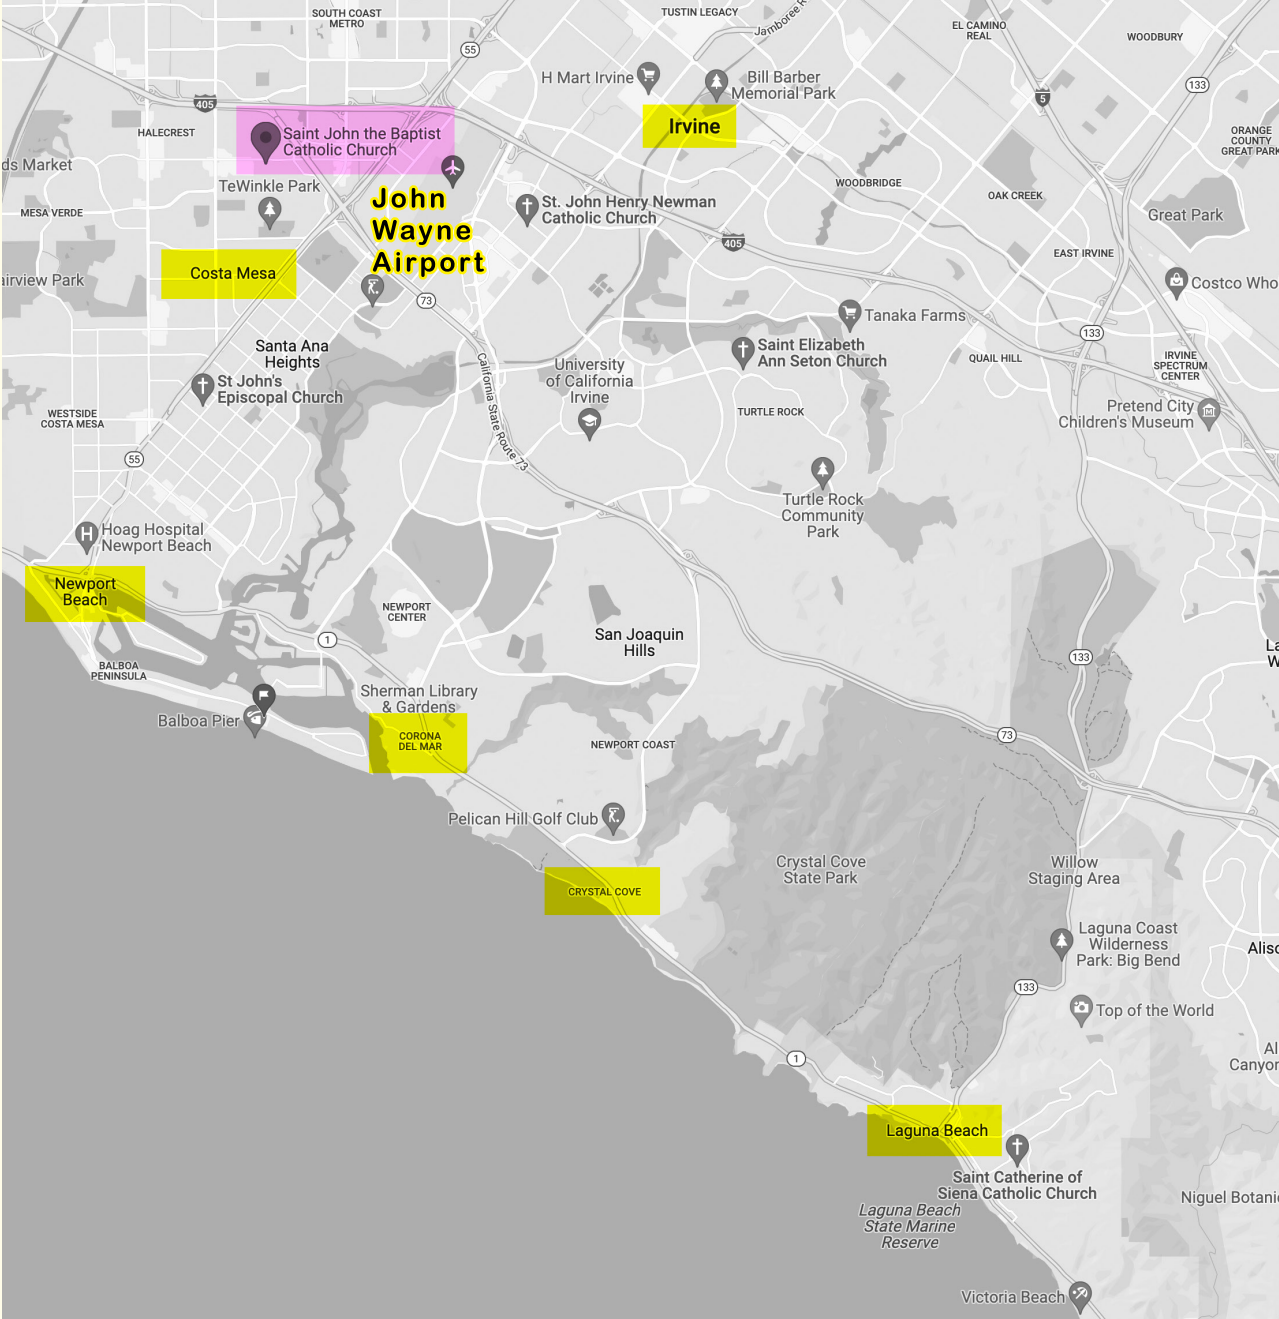 SOUTH COAST
METRO
TUSTIN LEGACY
Jamboree R
EL CAMINO
REAL
WOODBURY
55
H Mart Irvine
Bill Barber
Memorial Park
133
405
5
HALECREST
Saint John the Baptist
Catholic Church
Irvine
ORANGE
COUNTY
GREAT PARK
ds Market
TeWinkle Park
John
Wayne
Airport
WOODBRIDGE
OAK CREEK
MESA VERDE
St. John Henry Newman
Catholic Church
Great Park
405
EAST IRVINE
Costa Mesa
airview Park
Costco Who
73
Tanaka Farms
133
Santa Ana
Heights
Saint Elizabeth
Ann Seton Church
QUAIL HILL
IRVINE
SPECTRUM
CENTER
University
of California
Irvine
California State Route 73
St John's
Episcopal Church
WESTSIDE
COSTA MESA
TURTLE ROCK
Pretend City
Children's Museum
55
Turtle Rock
Community
Park
Hoag Hospital
Newport Beach
H
Newport
Beach
NEWPORT
CENTER
1
San Joaquin
Hills
La
W
133
BALBOA
PENINSULA
Sherman Library
& Gardens
Balboa Pier
CORONA
DEL MAR
NEWPORT COAST
73
Pelican Hill Golf Club
Crystal Cove
State Park
Willow
Staging Area
CRYSTAL COVE
Laguna Coast
Wilderness
Park: Big Bend
Aliso
133
Top of the World
1
Al
Canyon
Laguna Beach
Saint Catherine of
Siena Catholic Church
Niguel Botani
Laguna Beach
State Marine
Reserve
Victoria Beach